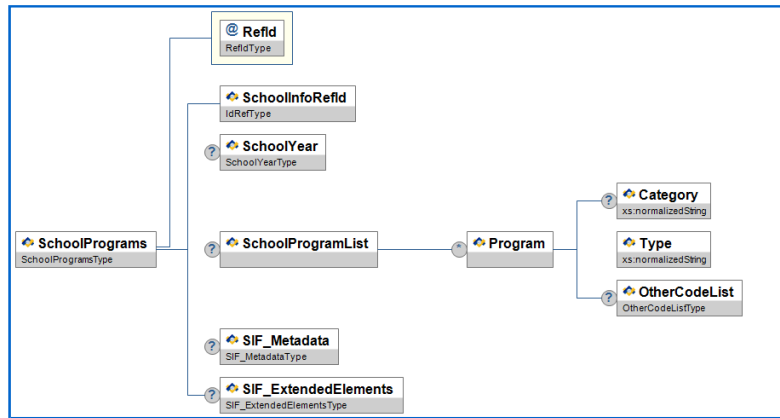 @ RefId
RefIdType
SchoolInfoRefId
IdRefType
? SchoolYear
SchoolYearType
? Category
xs:normalizedString
SchoolPrograms
SchoolProgramsType
? SchoolProgramList
* Program
Type
xs:normalizedString
? OtherCodeList
OtherCodeListType
? SIF_Metadata
SIF_MetadataType
? SIF_ExtendedElements
SIF_ExtendedElementsType